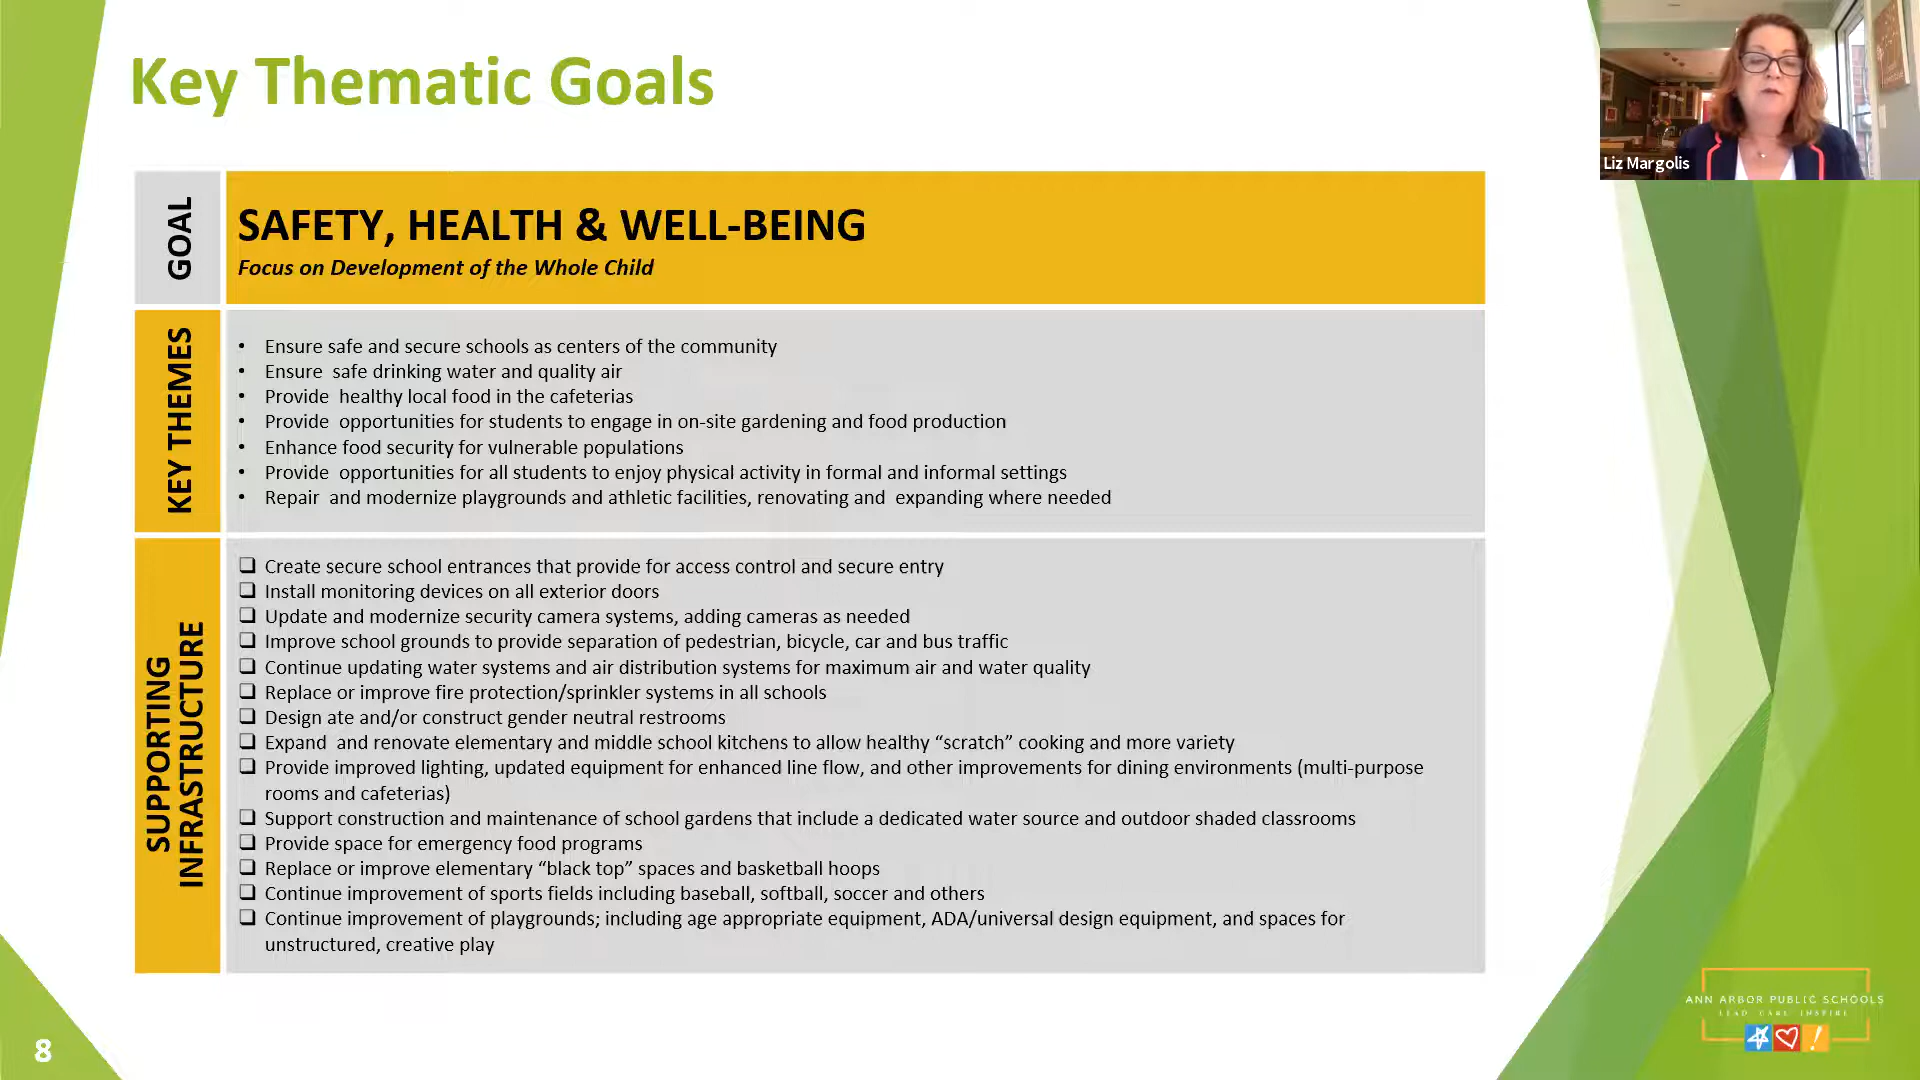 Key Thematic Goals
Liz Margolis
GOAL
SAFETY, HEALTH & WELL-BEING
Focus on Development of the Whole Child
KEY THEMES
• Ensure safe and secure schools as centers of the community
• Ensure safe drinking water and quality air
• Provide healthy local food in the cafeterias
• Provide opportunities for students to engage in on-site gardening and food production
• Enhance food security for vulnerable populations
• Provide opportunities for all students to enjoy physical activity in formal and informal settings
• Repair and modernize playgrounds and athletic facilities, renovating and expanding where needed
SUPPORTING
INFRASTRUCTURE
❑ Create secure school entrances that provide for access control and secure entry
❑ Install monitoring devices on all exterior doors
❑ Update and modernize security camera systems, adding cameras as needed
❑ Improve school grounds to provide separation of pedestrian, bicycle, car and bus traffic
❑ Continue updating water systems and air distribution systems for maximum air and water quality
❑ Replace or improve fire protection/sprinkler systems in all schools
❑ Design ate and/or construct gender neutral restrooms
❑ Expand and renovate elementary and middle school kitchens to allow healthy “scratch” cooking and more variety
❑ Provide improved lighting, updated equipment for enhanced line flow, and other improvements for dining environments (multi-purpose
rooms and cafeterias)
❑ Support construction and maintenance of school gardens that include a dedicated water source and outdoor shaded classrooms
❑ Provide space for emergency food programs
❑ Replace or improve elementary “black top” spaces and basketball hoops
❑ Continue improvement of sports fields including baseball, softball, soccer and others
❑ Continue improvement of playgrounds; including age appropriate equipment, ADA/universal design equipment, and spaces for
unstructured, creative play
ANN ARBOR PUBLIC SCHOOLS
LEAD CARE INSPIRE
8